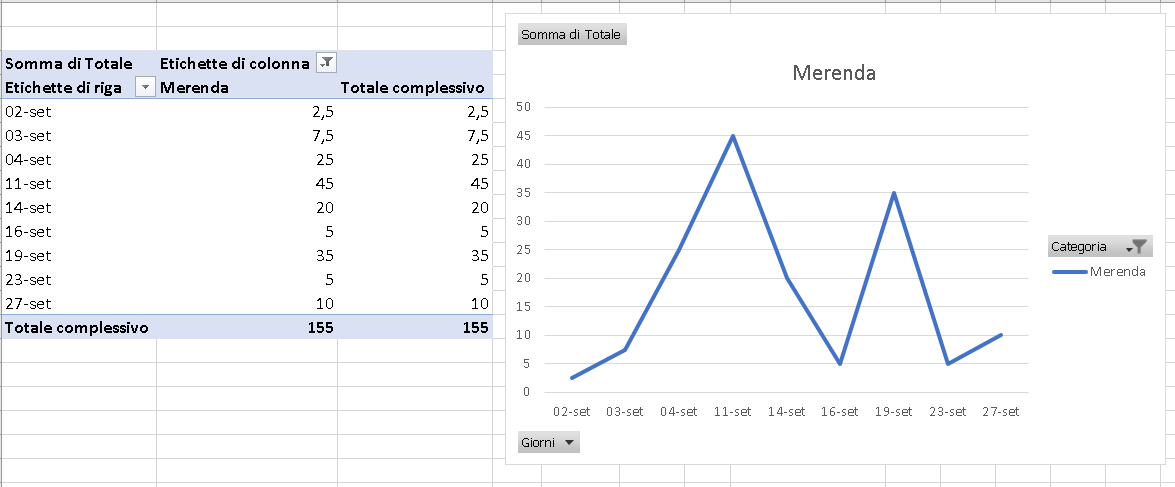 Somma di Totale Etichette di colonna
Etichette di riga Merenda Totale complessivo
02-set 2,5 2,5
03-set 7,5 7,5
04-set 25 25
11-set 45 45
14-set 20 20
16-set 5 5
19-set 35 35
23-set 5 5
27-set 10 10
Totale complessivo 155 155
Somma di Totale
Merenda
50
45
40
35
30
25
20
15
10
5
0
02-set 03-set 04-set 11-set 14-set 16-set 19-set 23-set 27-set
Categoria
Merenda
Giorni